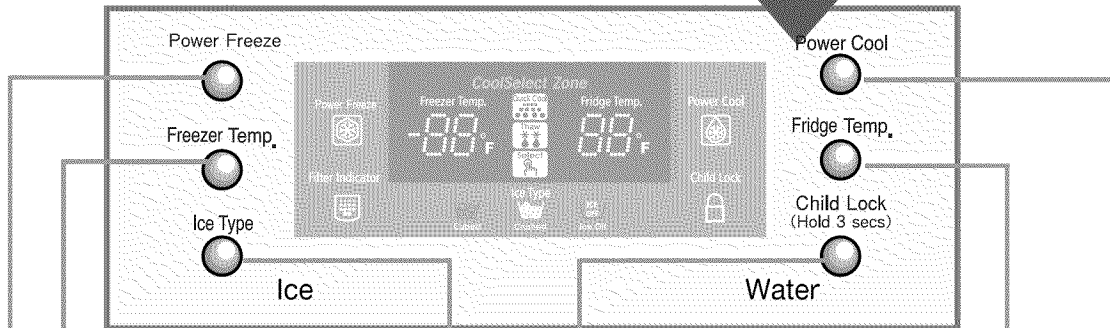 Power Freeze
Freezer Temp.
Ice Type
Ice
CoolSelect Zone
Power Freeze
Freezer Temp.
-88°F
Quick Cool
Thaw
Select
Fridge Temp.
88°F
Power Cool
Filter Indicator
Ice Type
Cubed
Crushed
Ice Off
Child Lock
Power Cool
Fridge Temp.
Child Lock
(Hold 3 secs)
Water